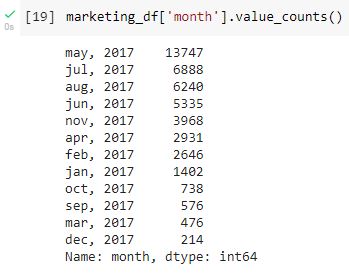 [19] marketing_df['month'].value_counts()
0s
may, 2017 13747
jul, 2017 6888
aug, 2017 6240
jun, 2017 5335
nov, 2017 3968
apr, 2017 2931
feb, 2017 2646
jan, 2017 1402
oct, 2017 738
sep, 2017 576
mar, 2017 476
dec, 2017 214
Name: month, dtype: int64